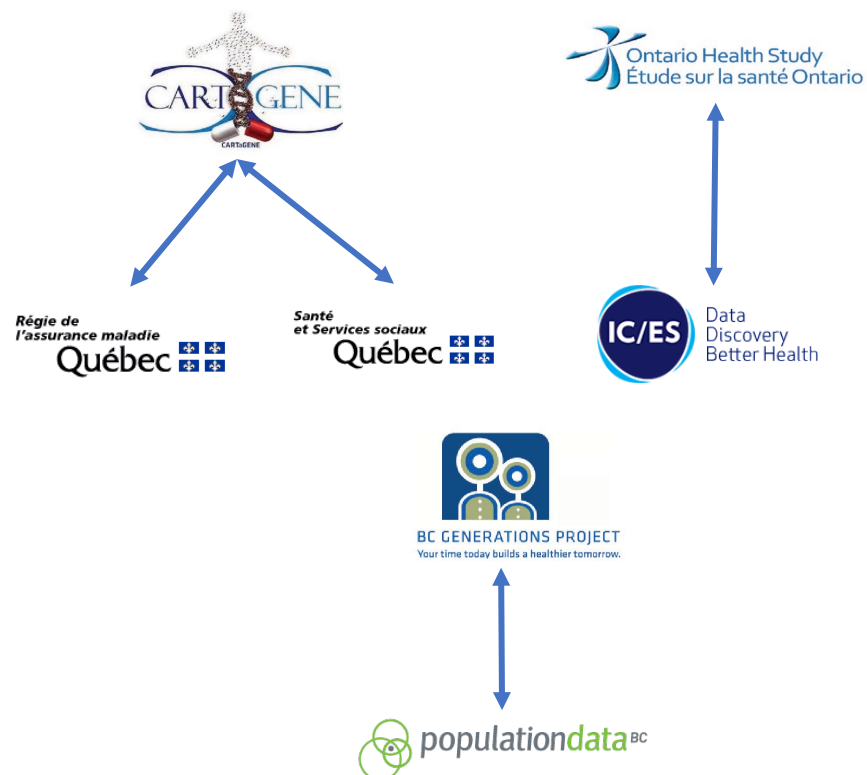 CARTaGENE
CARTaGENE
Ontario Health Study
Étude sur la santé Ontario
Régie de
l'assurance maladie
Québec
Santé
et Services sociaux
Québec
IC/ES
Data
Discovery
Better Health
BC GENERATIONS PROJECT
Your time today builds a healthier tomorrow.
populationdata BC